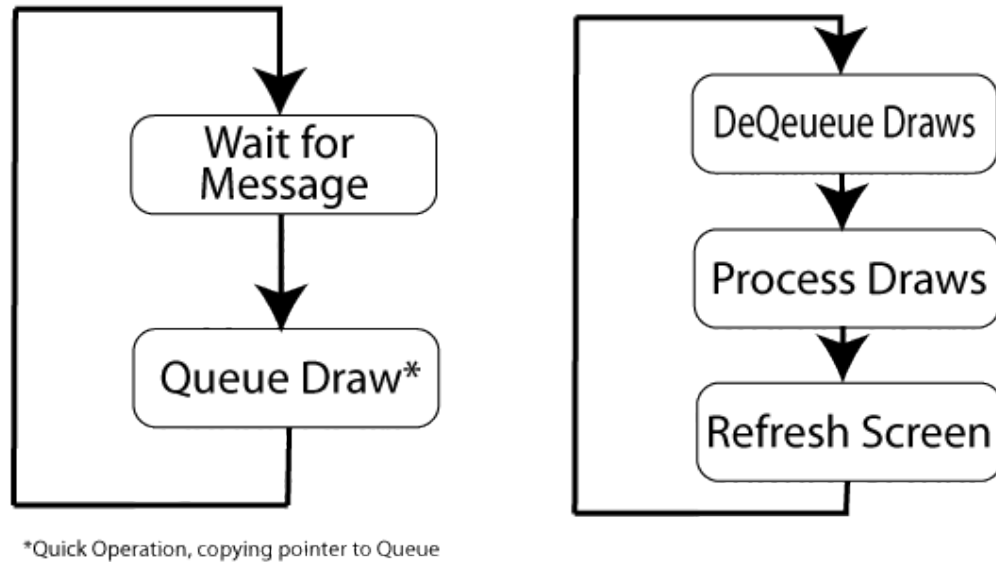 Wait for
Message
Queue Draw*
*Quick Operation, copying pointer to Queue
DeQeueue Draws
Process Draws
Refresh Screen